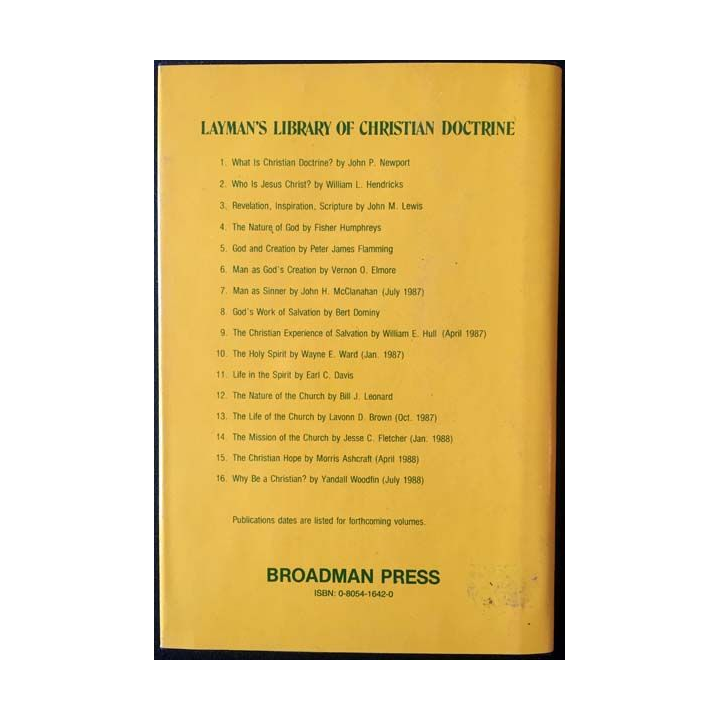 LAYMAN'S LIBRARY OF CHRISTIAN DOCTRINE
1. What Is Christian Doctrine? by John P. Newport
2. Who Is Jesus Christ? by William L. Hendricks
3. Revelation, Inspiration, Scripture by John M. Lewis
4. The Nature of God by Fisher Humphreys
5. God and Creation by Peter James Flamming
6. Man as God's Creation by Vernon O. Elmore
7. Man as Sinner by John H. McClanahan (July 1987)
8. God's Work of Salvation by Bert Dominy
9. The Christian Experience of Salvation by William E. Hull (April 1987)
10. The Holy Spirit by Wayne E. Ward (Jan. 1987)
11. Life in the Spirit by Earl C. Davis
12. The Nature of the Church by Bill J. Leonard
13. The Life of the Church by Lavonn D. Brown (Oct. 1987)
14. The Mission of the Church by Jesse C. Fletcher (Jan. 1988)
15. The Christian Hope by Morris Ashcraft (April 1988)
16. Why Be a Christian? by Yandall Woodfin (July 1988)
Publications dates are listed for forthcoming volumes.
BROADMAN PRESS
ISBN: 0-8054-1642-0